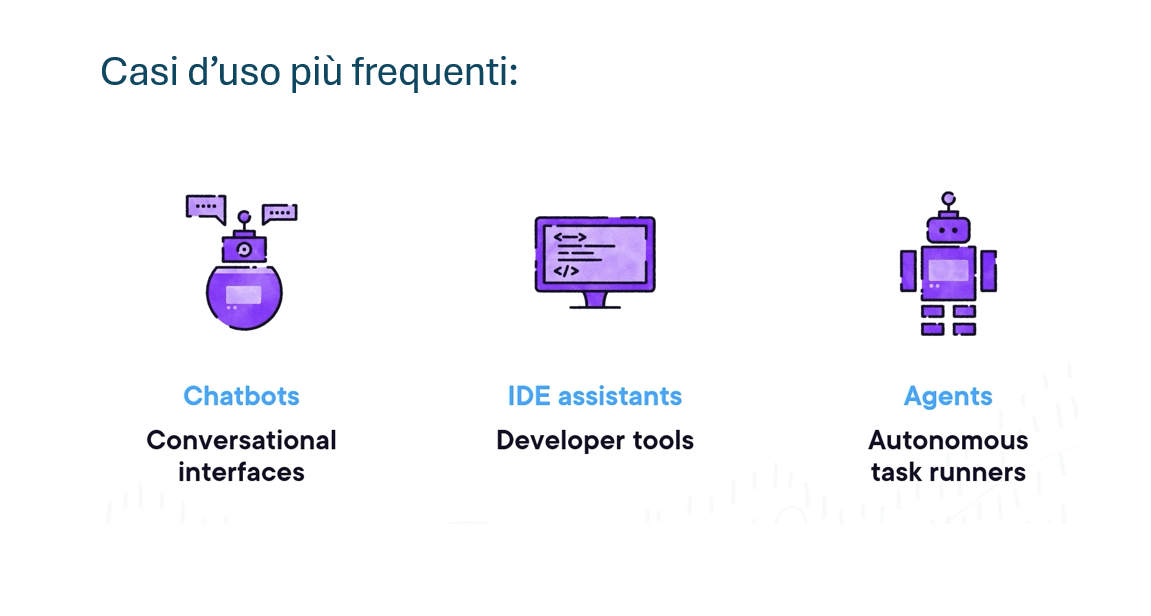 Casi d’uso più frequenti:
Chatbots
Conversational
interfaces
IDE assistants
Developer tools
Agents
Autonomous
task runners